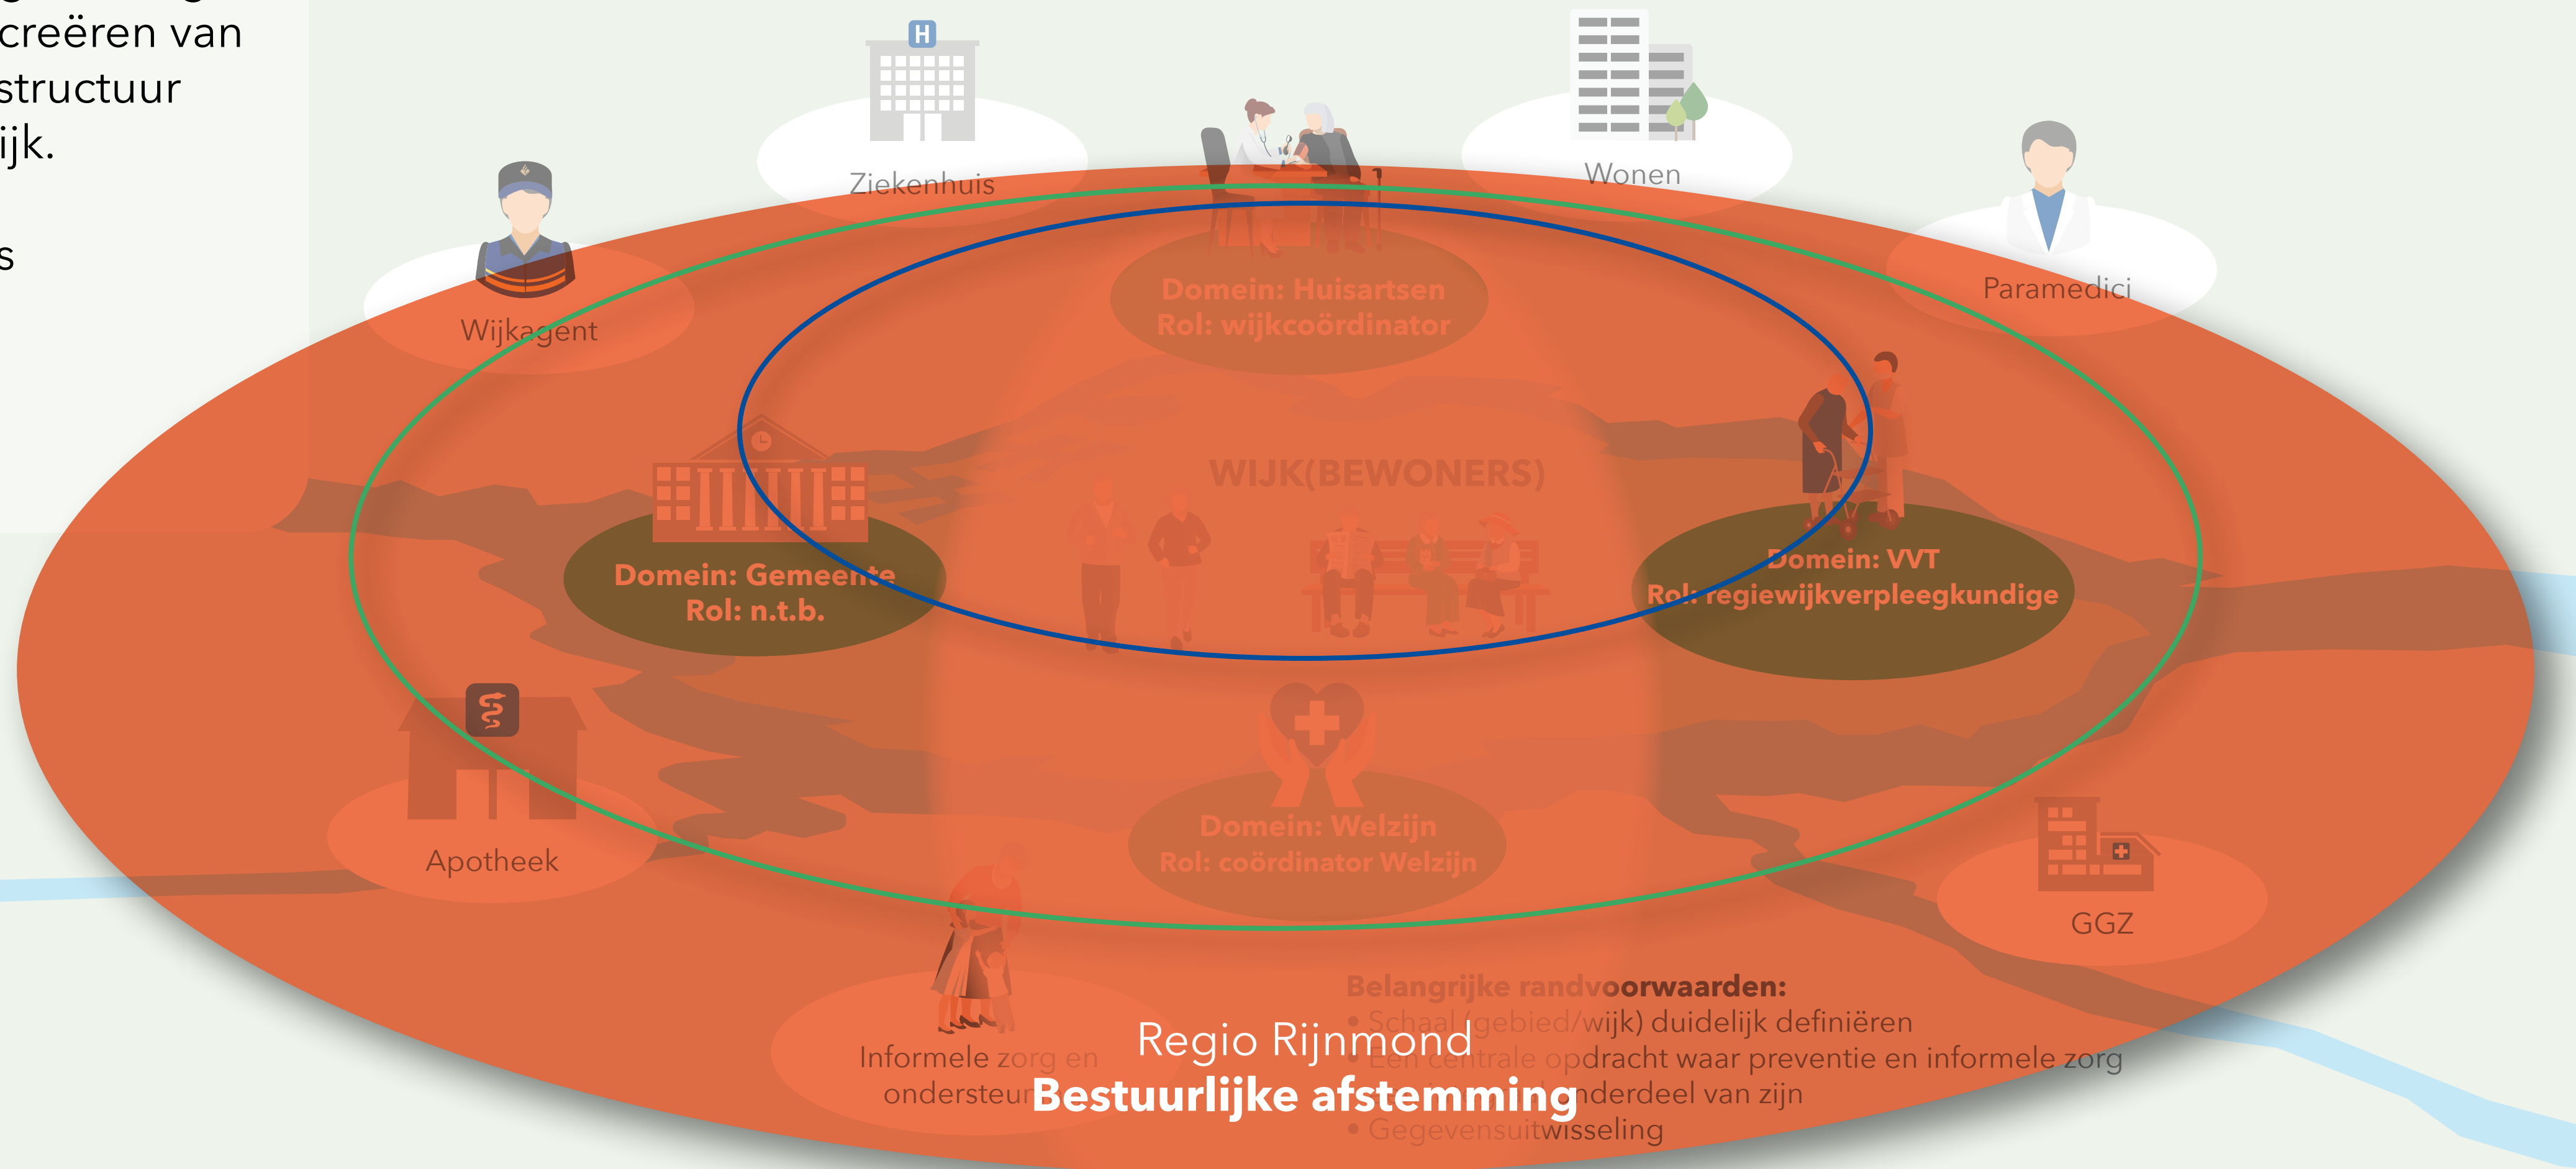 creëren van
structuur
ijk.
s
H
Ziekenhuis
Wonen
Wijkagent
Paramedici
Domein: Huisartsen
Rol: wijkcoördinator
WIJK(BEWONERS)
Domein: Gemeente
Rol: n.t.b.
Domein: VVT
Rol: regiewijkverpleegkundige
Apotheek
Domein: Welzijn
Rol: coördinator Welzijn
GGZ
Informele zorg en
ondersteun
Regio Rijnmond
Bestuurlijke afstemming
Belangrijke randvoorwaarden:
• Schaal (gebied/wijk) duidelijk definiëren
• Een centrale opdracht waar preventie en informele zorg
onderdeel van zijn
• Gegevensuitwisseling